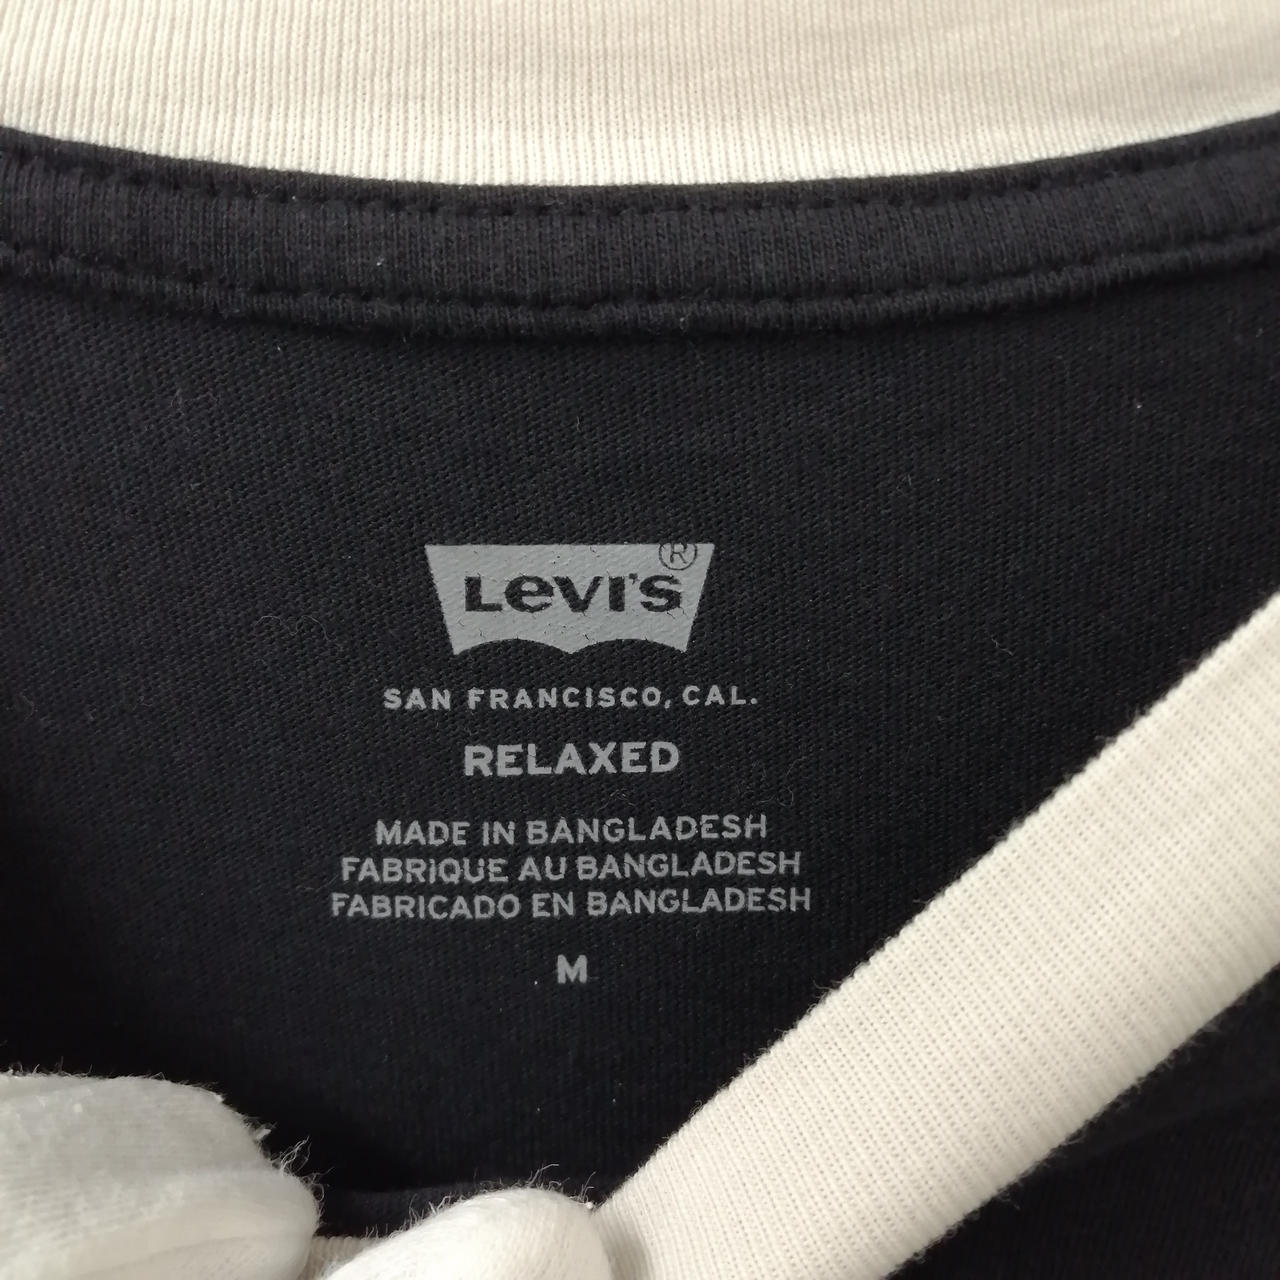 Levi's®
SAN FRANCISCO, CAL.
RELAXED
MADE IN BANGLADESH
FABRIQUE AU BANGLADESH
FABRICADO EN BANGLADESH
M